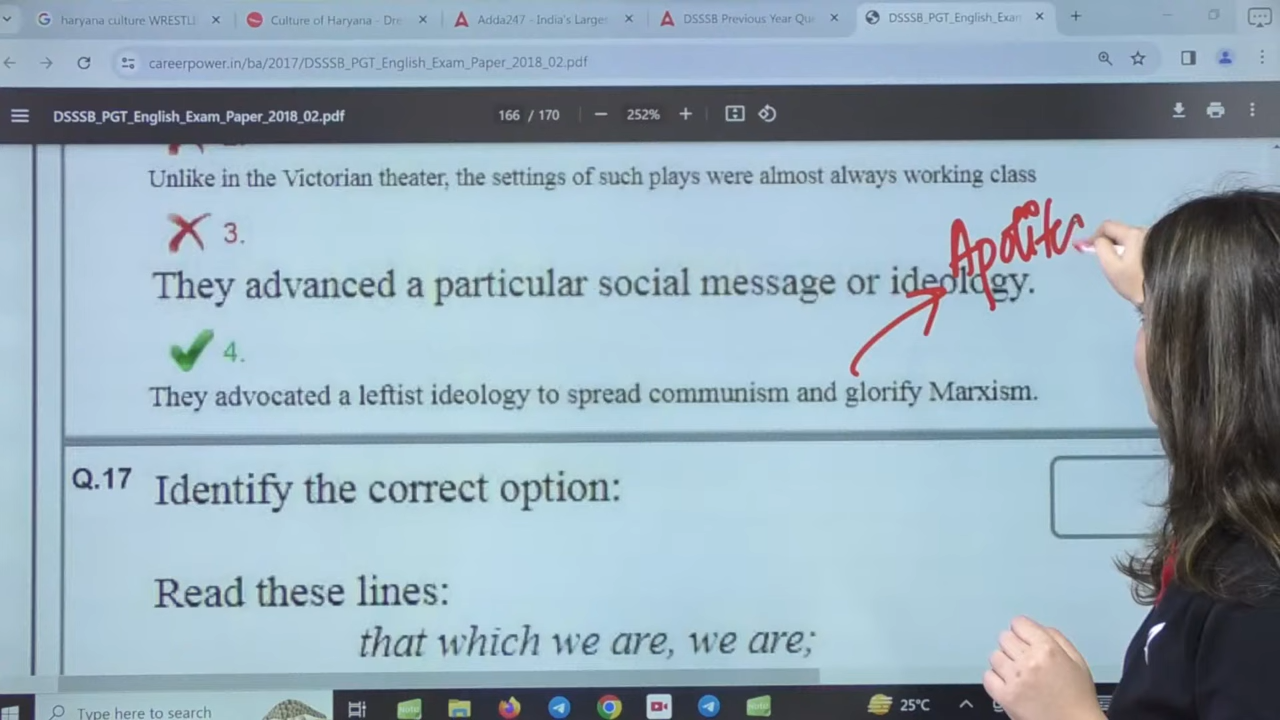 haryana culture WRESTL
Culture of Haryana - Dre
Adda247 - India's Large
DSSSB Previous Year Qu
DSSSB_PGT_English_Exan
careerpower.in/ba/2017/DSSSB_PGT_English_Exam_Paper_2018_02.pdf
DSSSB_PGT_English_Exam_Paper_2018_02.pdf
166 / 170
252%
Unlike in the Victorian theater, the settings of such plays were almost always working class
3.
no
They advanced a particular social message or ideology.
4.
They advocated a leftist ideology to spread communism and glorify Marxism.
Q.17 Identify the correct option:
Read these lines:
that which we are, we are;
Type here to search
25°C